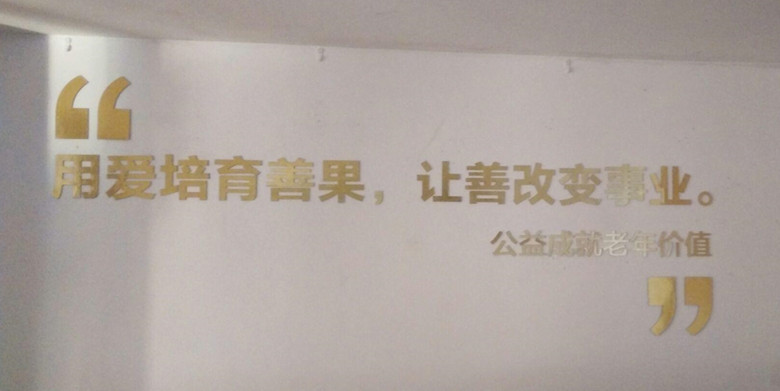 “
用爱培育善果，让善改变事业。
公益成就老年价值
”